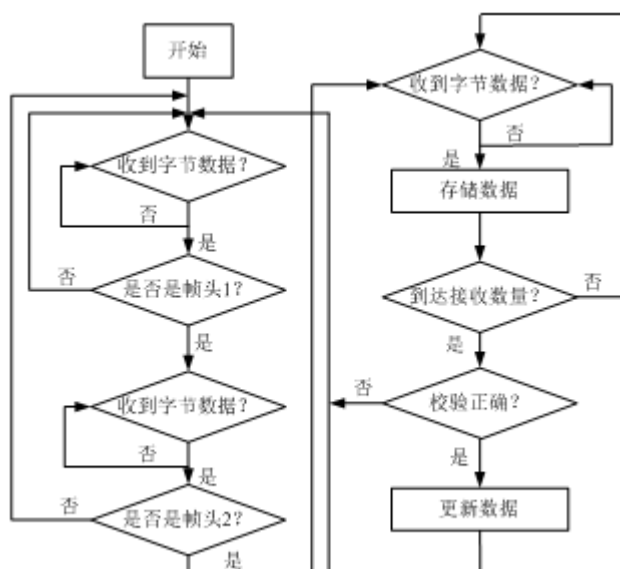 开始
收到字节数据？
否
是
是否是帧头1？
否
是
收到字节数据？
否
是
是否是帧头2？
否
是
收到字节数据？
否
是
存储数据
到达接收数量？
否
是
校验正确？
否
是
更新数据